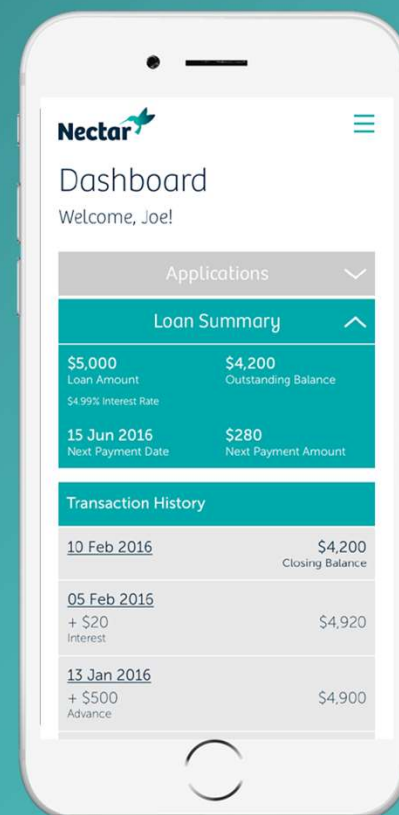 Nectar
Dashboard
Welcome, Joe!
Applications
Loan Summary
$5,000
Loan Amount
$4.99% Interest Rate
$4,200
Outstanding Balance
15 Jun 2016
Next Payment Date
$280
Next Payment Amount
Transaction History
10 Feb 2016
$4,200
Closing Balance
05 Feb 2016
+ $20
Interest
$4,920
13 Jan 2016
+ $500
Advance
$4,900